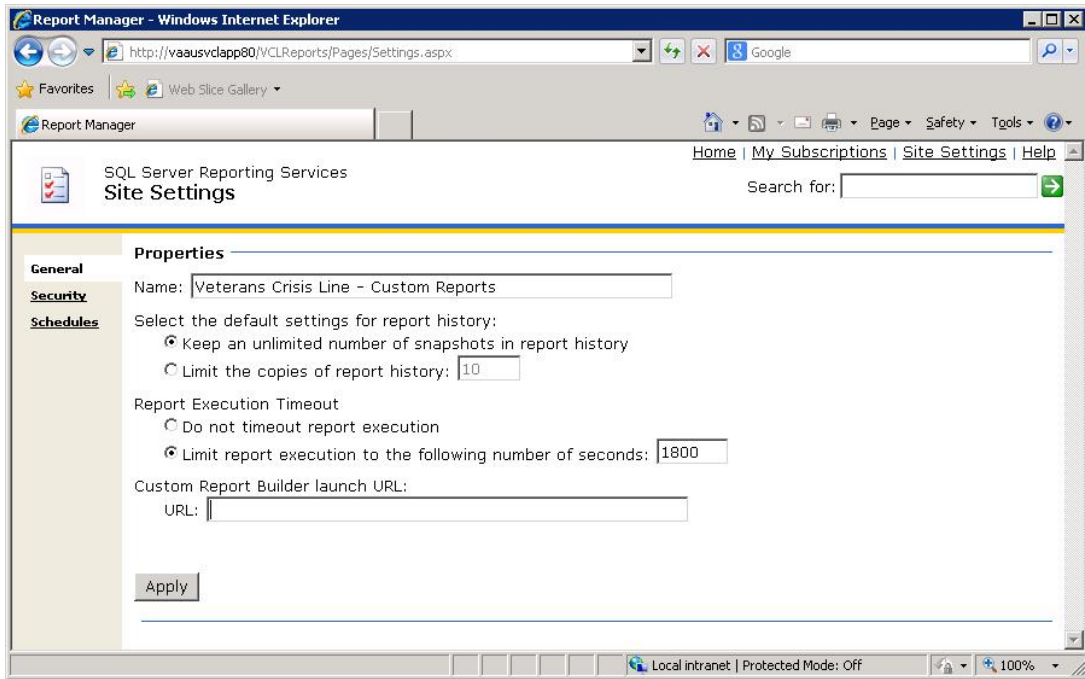 Report Manager - Windows Internet Explorer
http://vaausvclapp80/VCLReports/Pages/Settings.aspx
Google
Favorites
Web Slice Gallery
Report Manager
Page
Safety
Tools
Home | My Subscriptions | Site Settings | Help
SQL Server Reporting Services
Site Settings
Search for:
General
Security
Schedules
Properties
Name: Veterans Crisis Line - Custom Reports
Select the default settings for report history:
Keep an unlimited number of snapshots in report history
Limit the copies of report history: 10
Report Execution Timeout
Do not timeout report execution
Limit report execution to the following number of seconds: 1800
Custom Report Builder launch URL:
URL:
Apply
Local intranet | Protected Mode: Off
100%